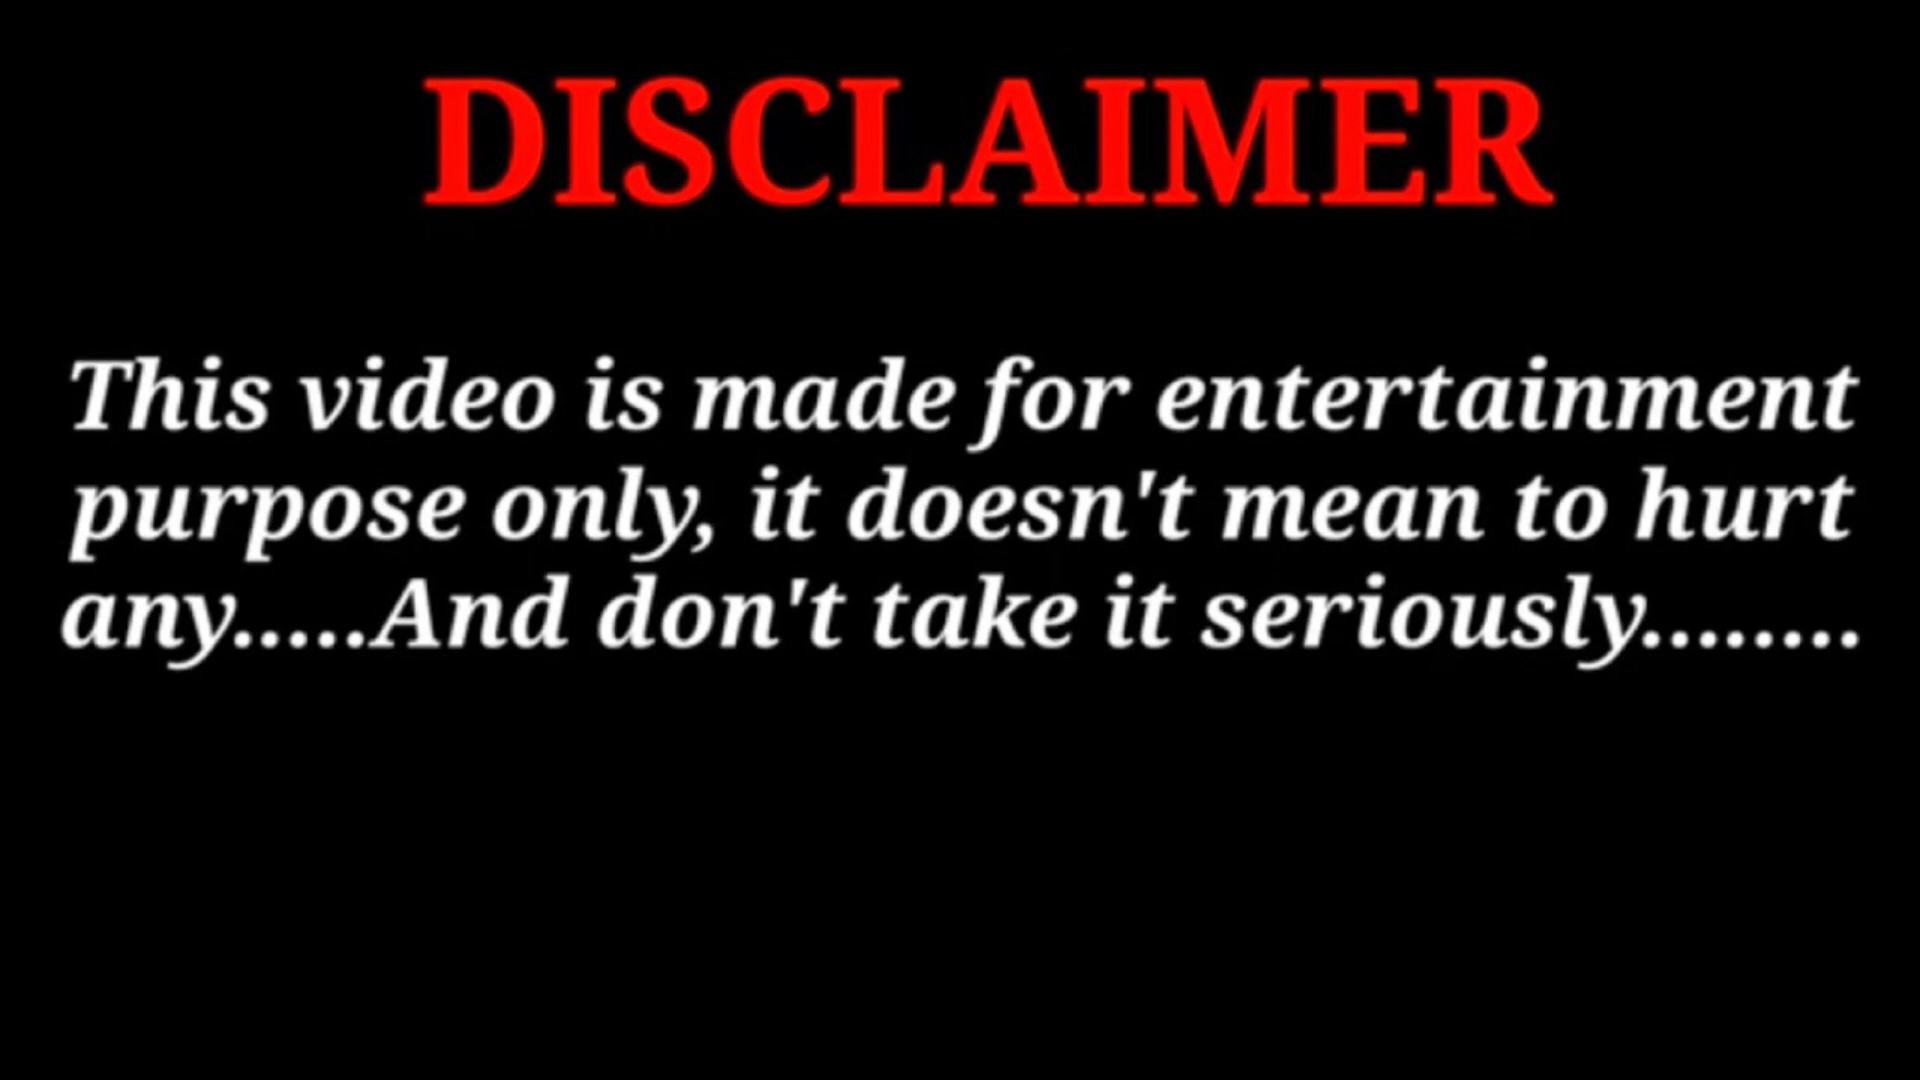 DISCLAIMER
This video is made for entertainment
purpose only, it doesn't mean to hurt
any.....And don't take it seriously........